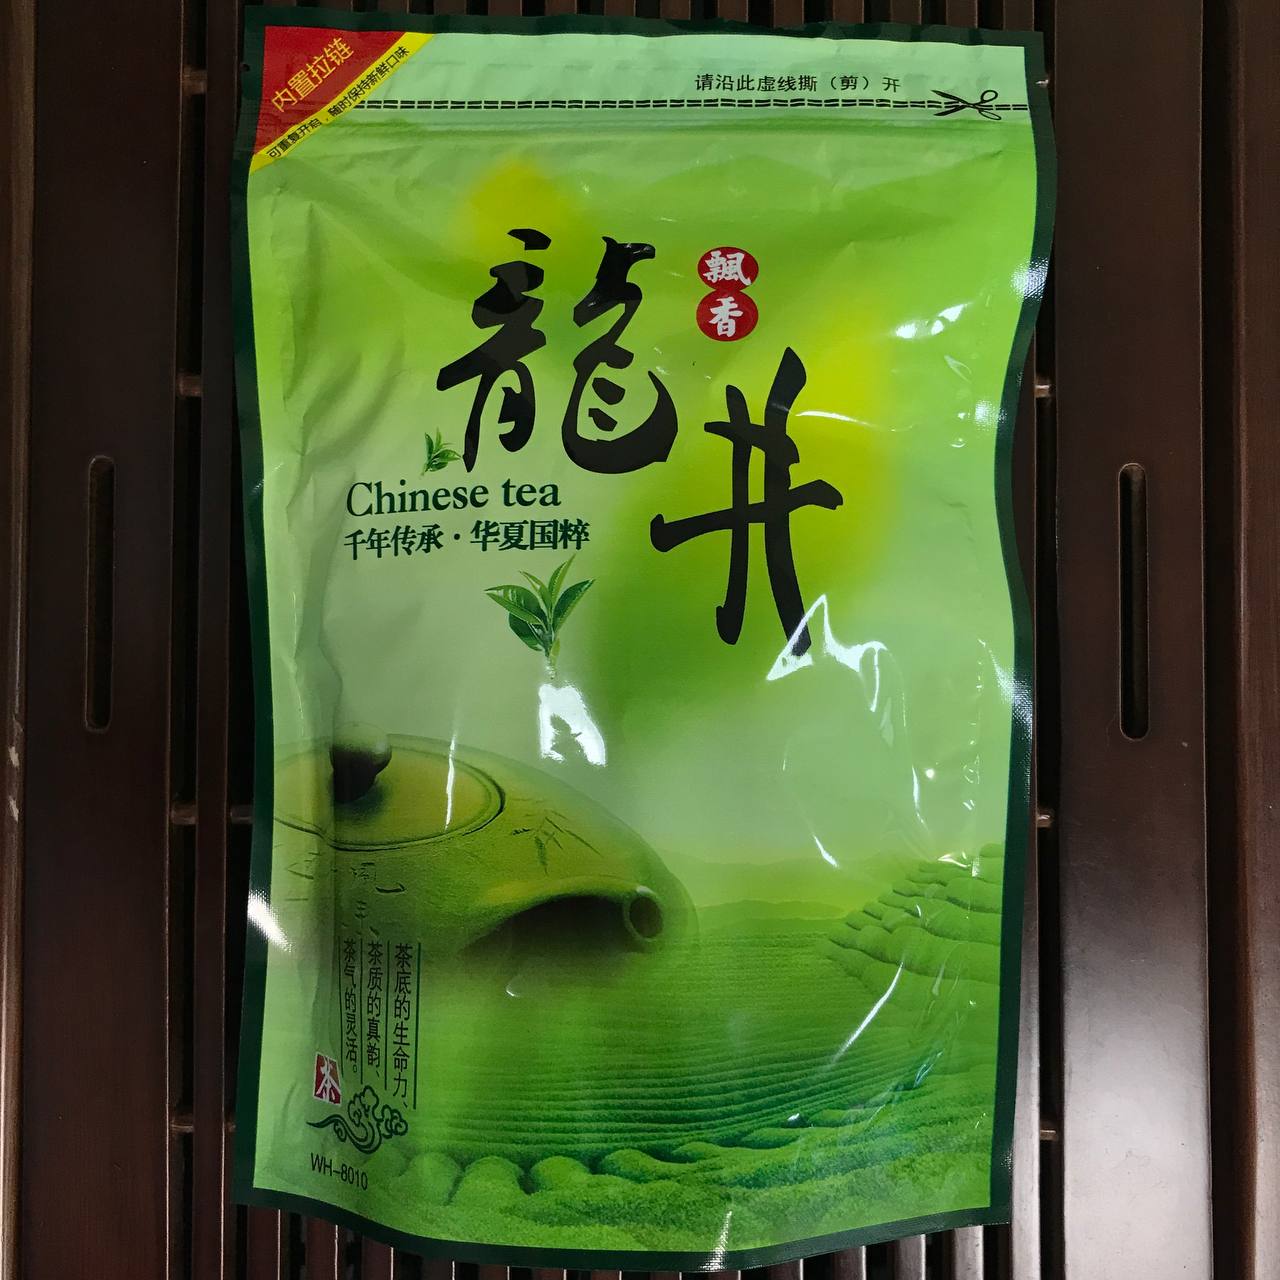 内置拉链
可重复开启，随时保持新鲜口味
请沿此虚线撕（剪）开
龍井
飄香
Chinese tea
千年传承·华夏国粹
茶底的生命力、
茶质的真韵、
茶气的灵活。
茶
WH-8010